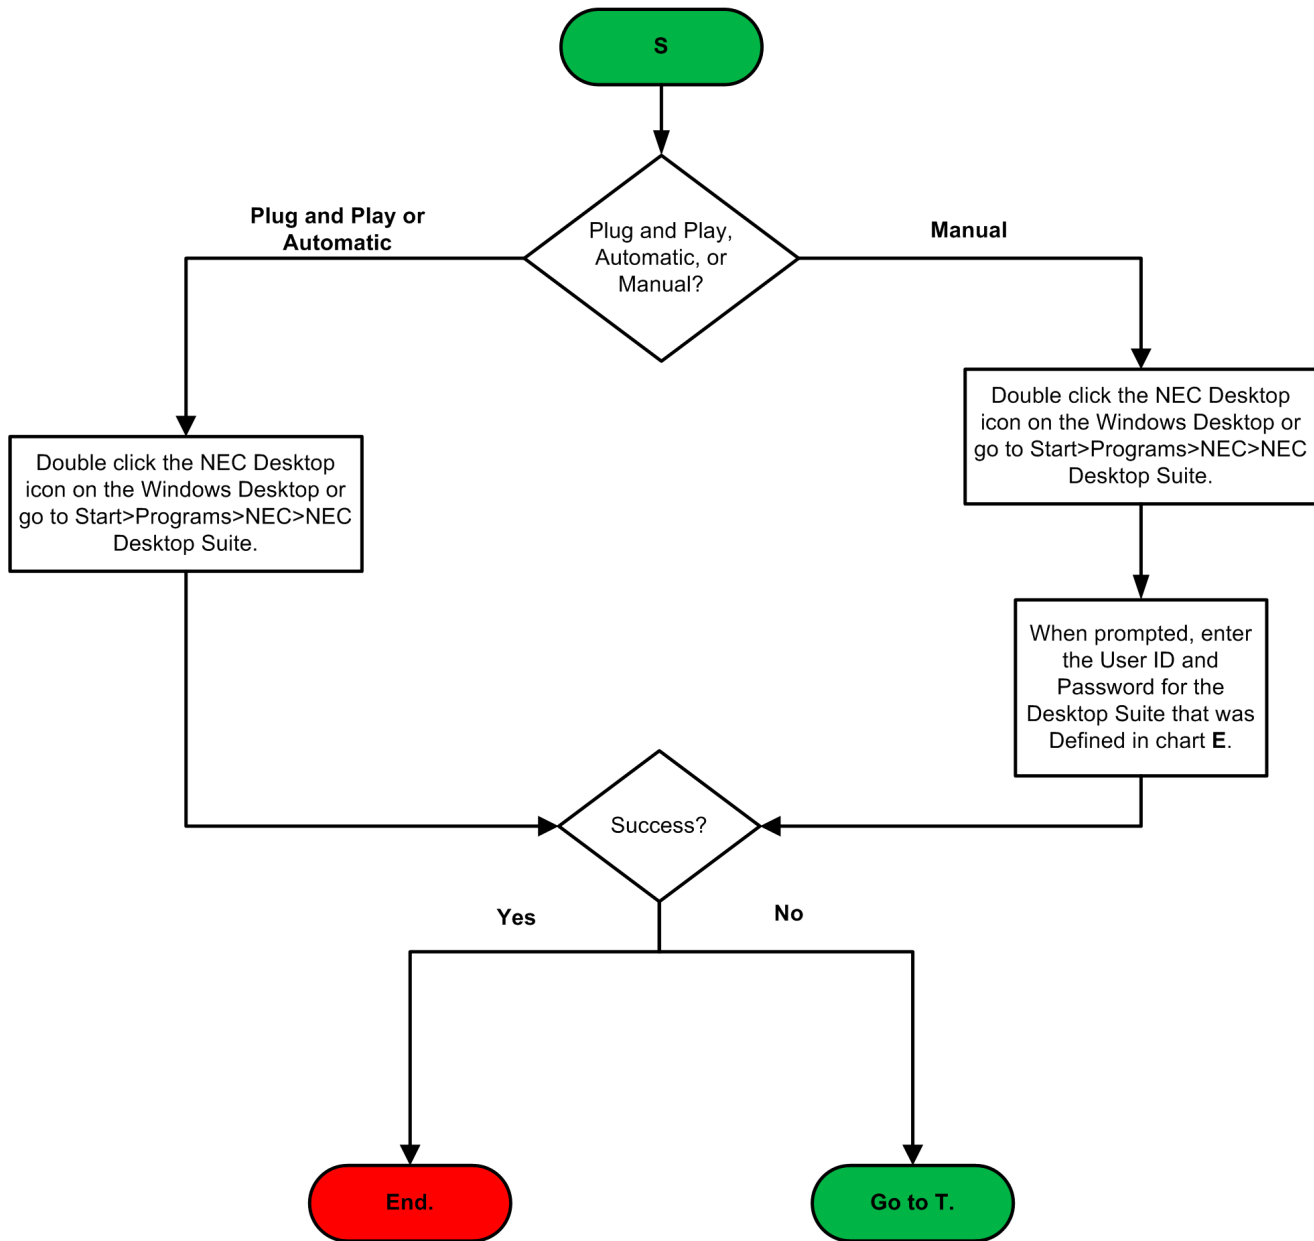 S
Plug and Play or
Automatic
Plug and Play,
Automatic, or
Manual?
Manual
Double click the NEC Desktop
icon on the Windows Desktop or
go to Start>Programs>NEC>NEC
Desktop Suite.
Double click the NEC Desktop
icon on the Windows Desktop or
go to Start>Programs>NEC>NEC
Desktop Suite.
When prompted, enter
the User ID and
Password for the
Desktop Suite that was
Defined in chart E.
Success?
Yes
No
End.
Go to T.